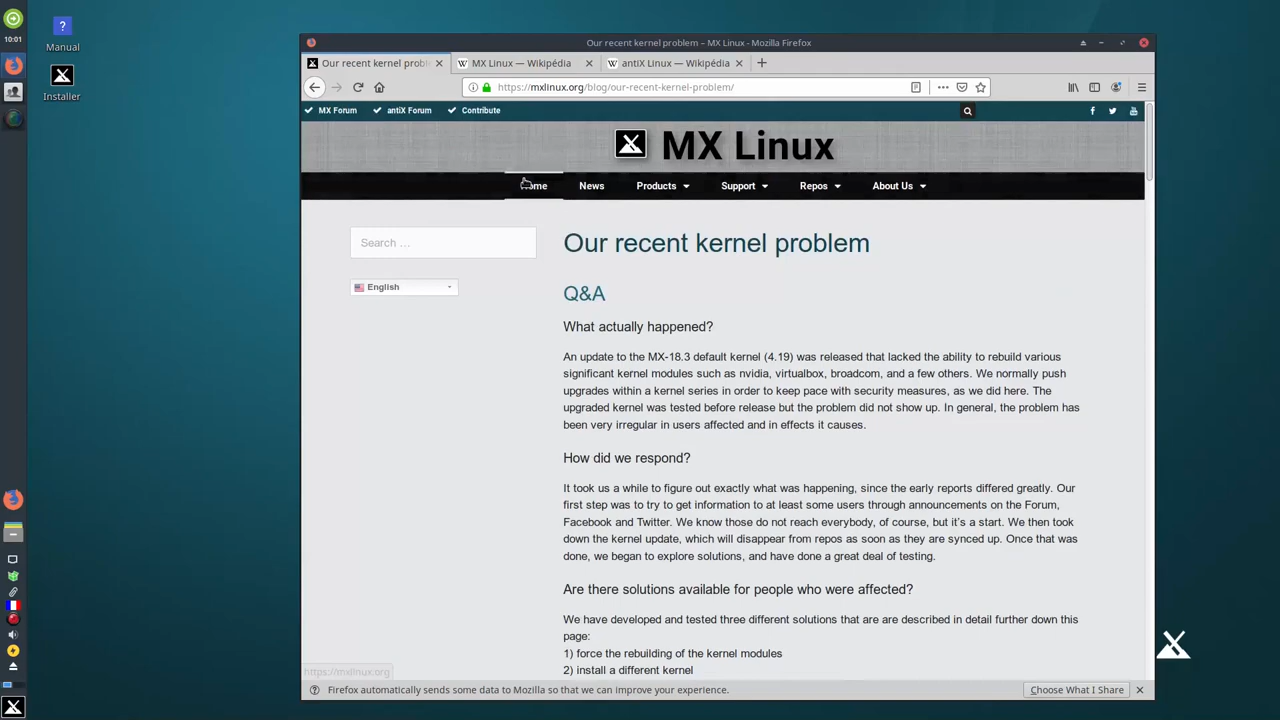 10:01
Manual
Installer
Our recent kernel problem – MX Linux - Mozilla Firefox
Our recent kernel prob
MX Linux — Wikipédia
antiX Linux — Wikipédia
https://mxlinux.org/blog/our-recent-kernel-problem/
MX Forum
antiX Forum
Contribute
MX Linux
Home
News
Products
Support
Repos
About Us
Search …
English
Our recent kernel problem
Q&A
What actually happened?
An update to the MX-18.3 default kernel (4.19) was released that lacked the ability to rebuild various
significant kernel modules such as nvidia, virtualbox, broadcom, and a few others. We normally push
upgrades within a kernel series in order to keep pace with security measures, as we did here. The
upgraded kernel was tested before release but the problem did not show up. In general, the problem has
been very irregular in users affected and in effects it causes.
How did we respond?
It took us a while to figure out exactly what was happening, since the early reports differed greatly. Our
first step was to try to get information to at least some users through announcements on the Forum,
Facebook and Twitter. We know those do not reach everybody, of course, but it's a start. We then took
down the kernel update, which will disappear from repos as soon as they are synced up. Once that was
done, we began to explore solutions, and have done a great deal of testing.
Are there solutions available for people who were affected?
We have developed and tested three different solutions that are are described in detail further down this
page:
1) force the rebuilding of the kernel modules
2) install a different kernel
https://mxlinux.org
Firefox automatically sends some data to Mozilla so that we can improve your experience.
Choose What I Share